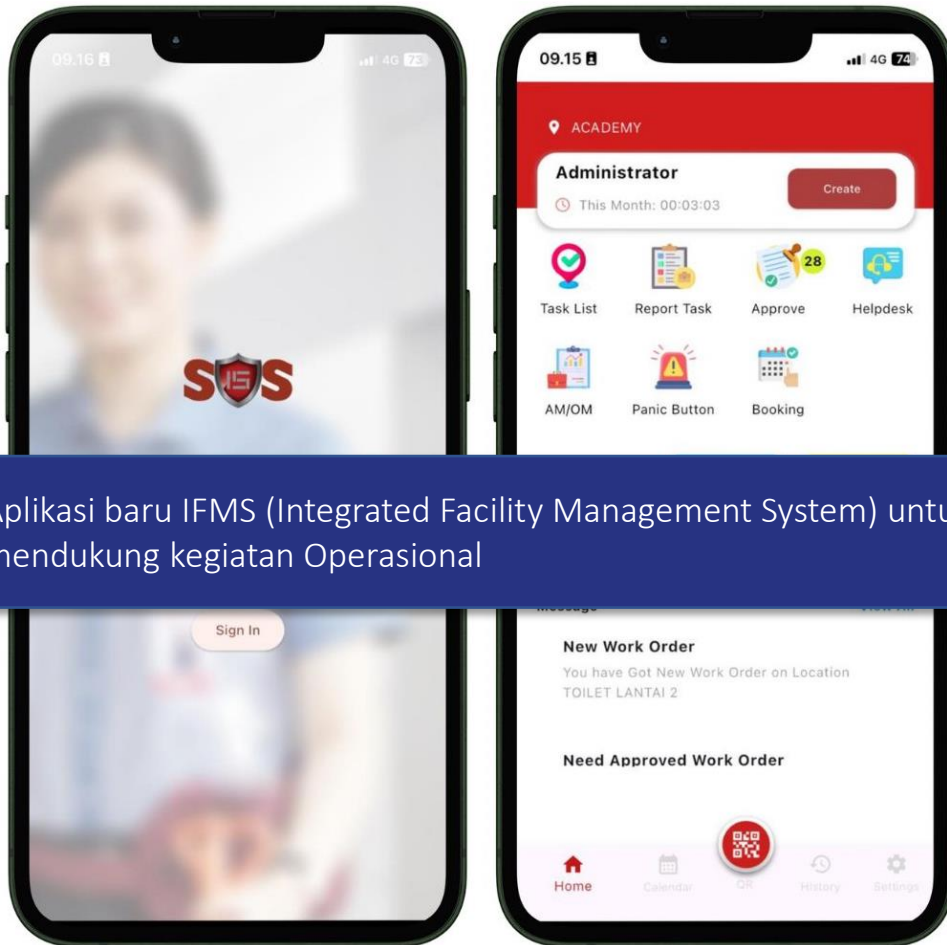 09.16
4G 73
SOS
Sign In
09.15
4G 74
ACADEMY
Administrator
This Month: 00:03:03
Create
28
Task List
Report Task
Approve
Helpdesk
AM/OM
Panic Button
Booking
Aplikasi baru IFMS (Integrated Facility Management System) untu
mendukung kegiatan Operasional
New Work Order
You have Got New Work Order on Location
TOILET LANTAI 2
Need Approved Work Order
Home
Calendar
QR
History
Settings